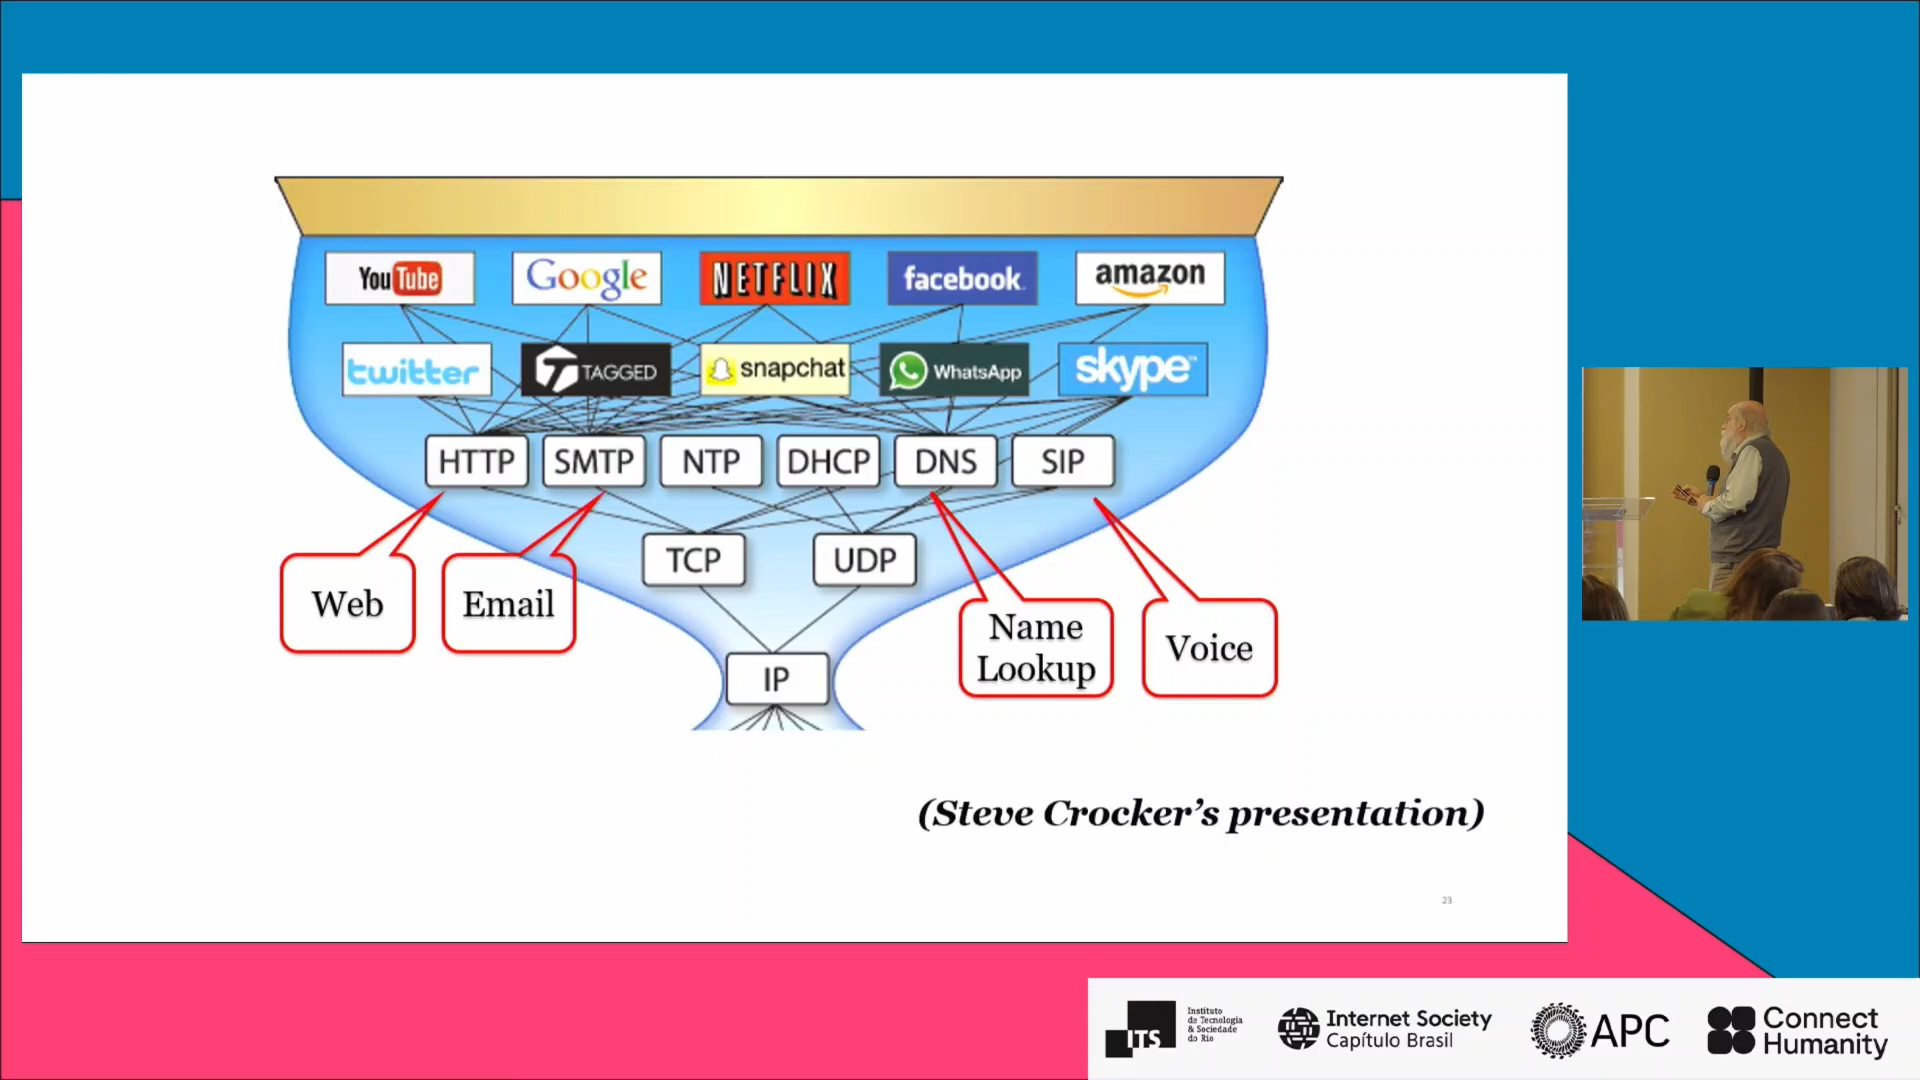 YouTube
Google
NETFLIX
facebook
amazon
twitter
TAGGED
snapchat
WhatsApp
skype™
HTTP
SMTP
NTP
DHCP
DNS
SIP
TCP
UDP
Web
Email
Name
Lookup
Voice
IP
(Steve Crocker's presentation)
23
ITS
Instituto
de Tecnologia
& Sociedade
do Rio
Internet Society
Capítulo Brasil
APC
Connect
Humanity